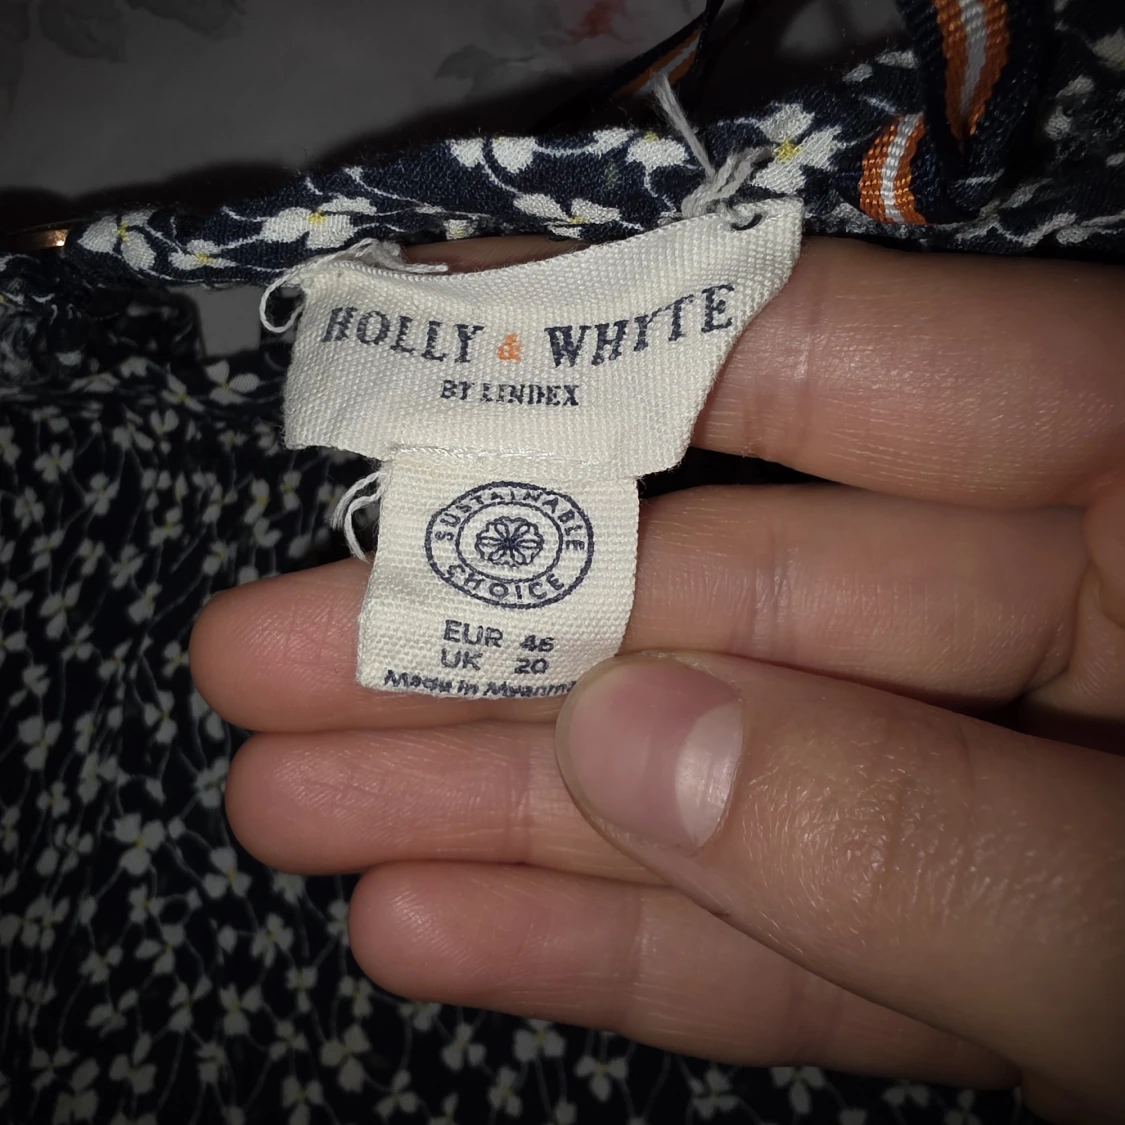 HOLLY & WHYTE
BY LINDEX
SUSTAINABLE
CHOICE
EUR 46
UK 20
Made in